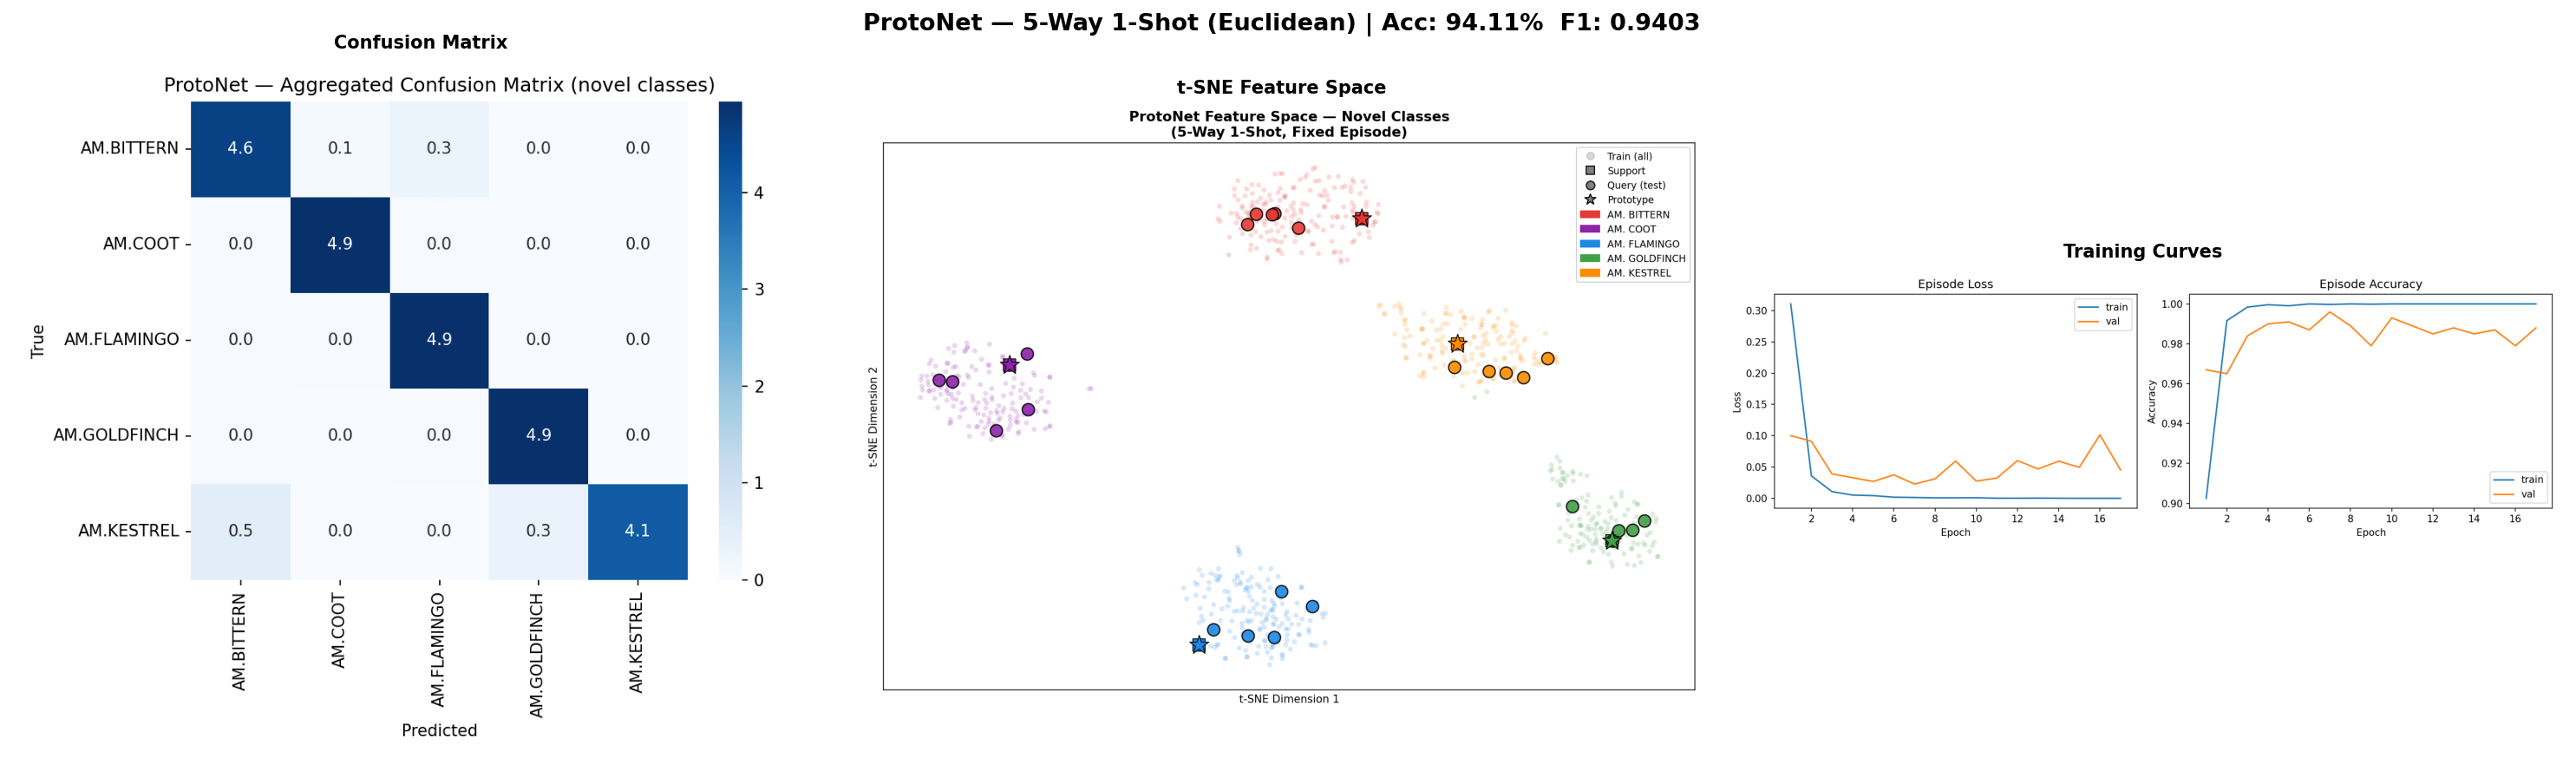 ProtoNet — 5-Way 1-Shot (Euclidean) | Acc: 94.11%  F1: 0.9403
Confusion Matrix
ProtoNet — Aggregated Confusion Matrix (novel classes)
True
AM.BITTERN
4.6 0.1 0.3 0.0 0.0
AM.COOT
0.0 4.9 0.0 0.0 0.0
AM.FLAMINGO
0.0 0.0 4.9 0.0 0.0
AM.GOLDFINCH
0.0 0.0 0.0 4.9 0.0
AM.KESTREL
0.5 0.0 0.0 0.3 4.1
AM.BITTERN
AM.COOT
AM.FLAMINGO
AM.GOLDFINCH
AM.KESTREL
Predicted
4
3
2
1
0
t-SNE Feature Space
ProtoNet Feature Space — Novel Classes
(5-Way 1-Shot, Fixed Episode)
Train (all)
Support
Query (test)
Prototype
AM. BITTERN
AM. COOT
AM. FLAMINGO
AM. GOLDFINCH
AM. KESTREL
t-SNE Dimension 2
t-SNE Dimension 1
Training Curves
Episode Loss
train
val
Loss
0.30
0.25
0.20
0.15
0.10
0.05
0.00
2 4 6 8 10 12 14 16
Epoch
Episode Accuracy
Accuracy
1.00
0.98
0.96
0.94
0.92
0.90
train
val
2 4 6 8 10 12 14 16
Epoch